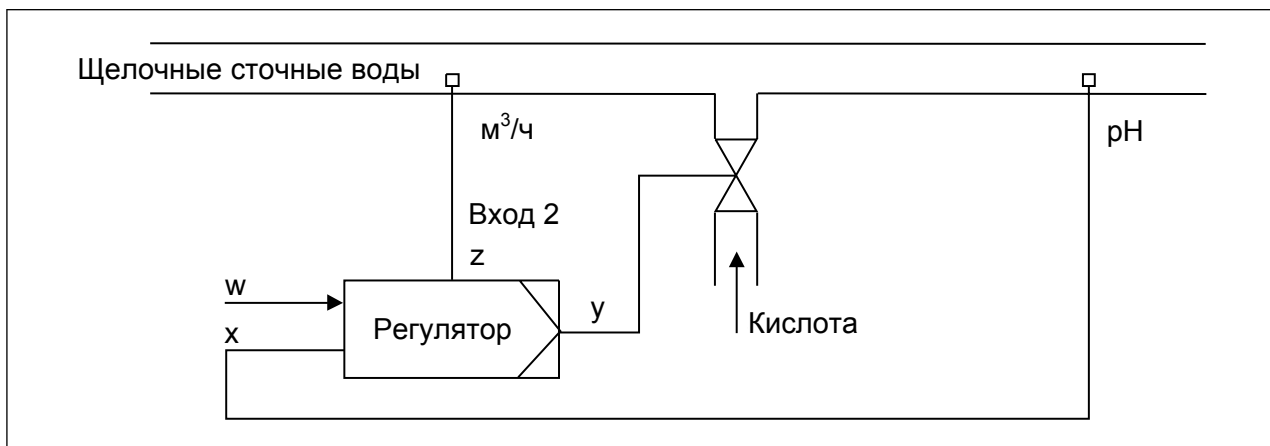 Щелочные сточные воды
м³/ч
pH
Вход 2
z
w
y
Регулятор
x
Кислота